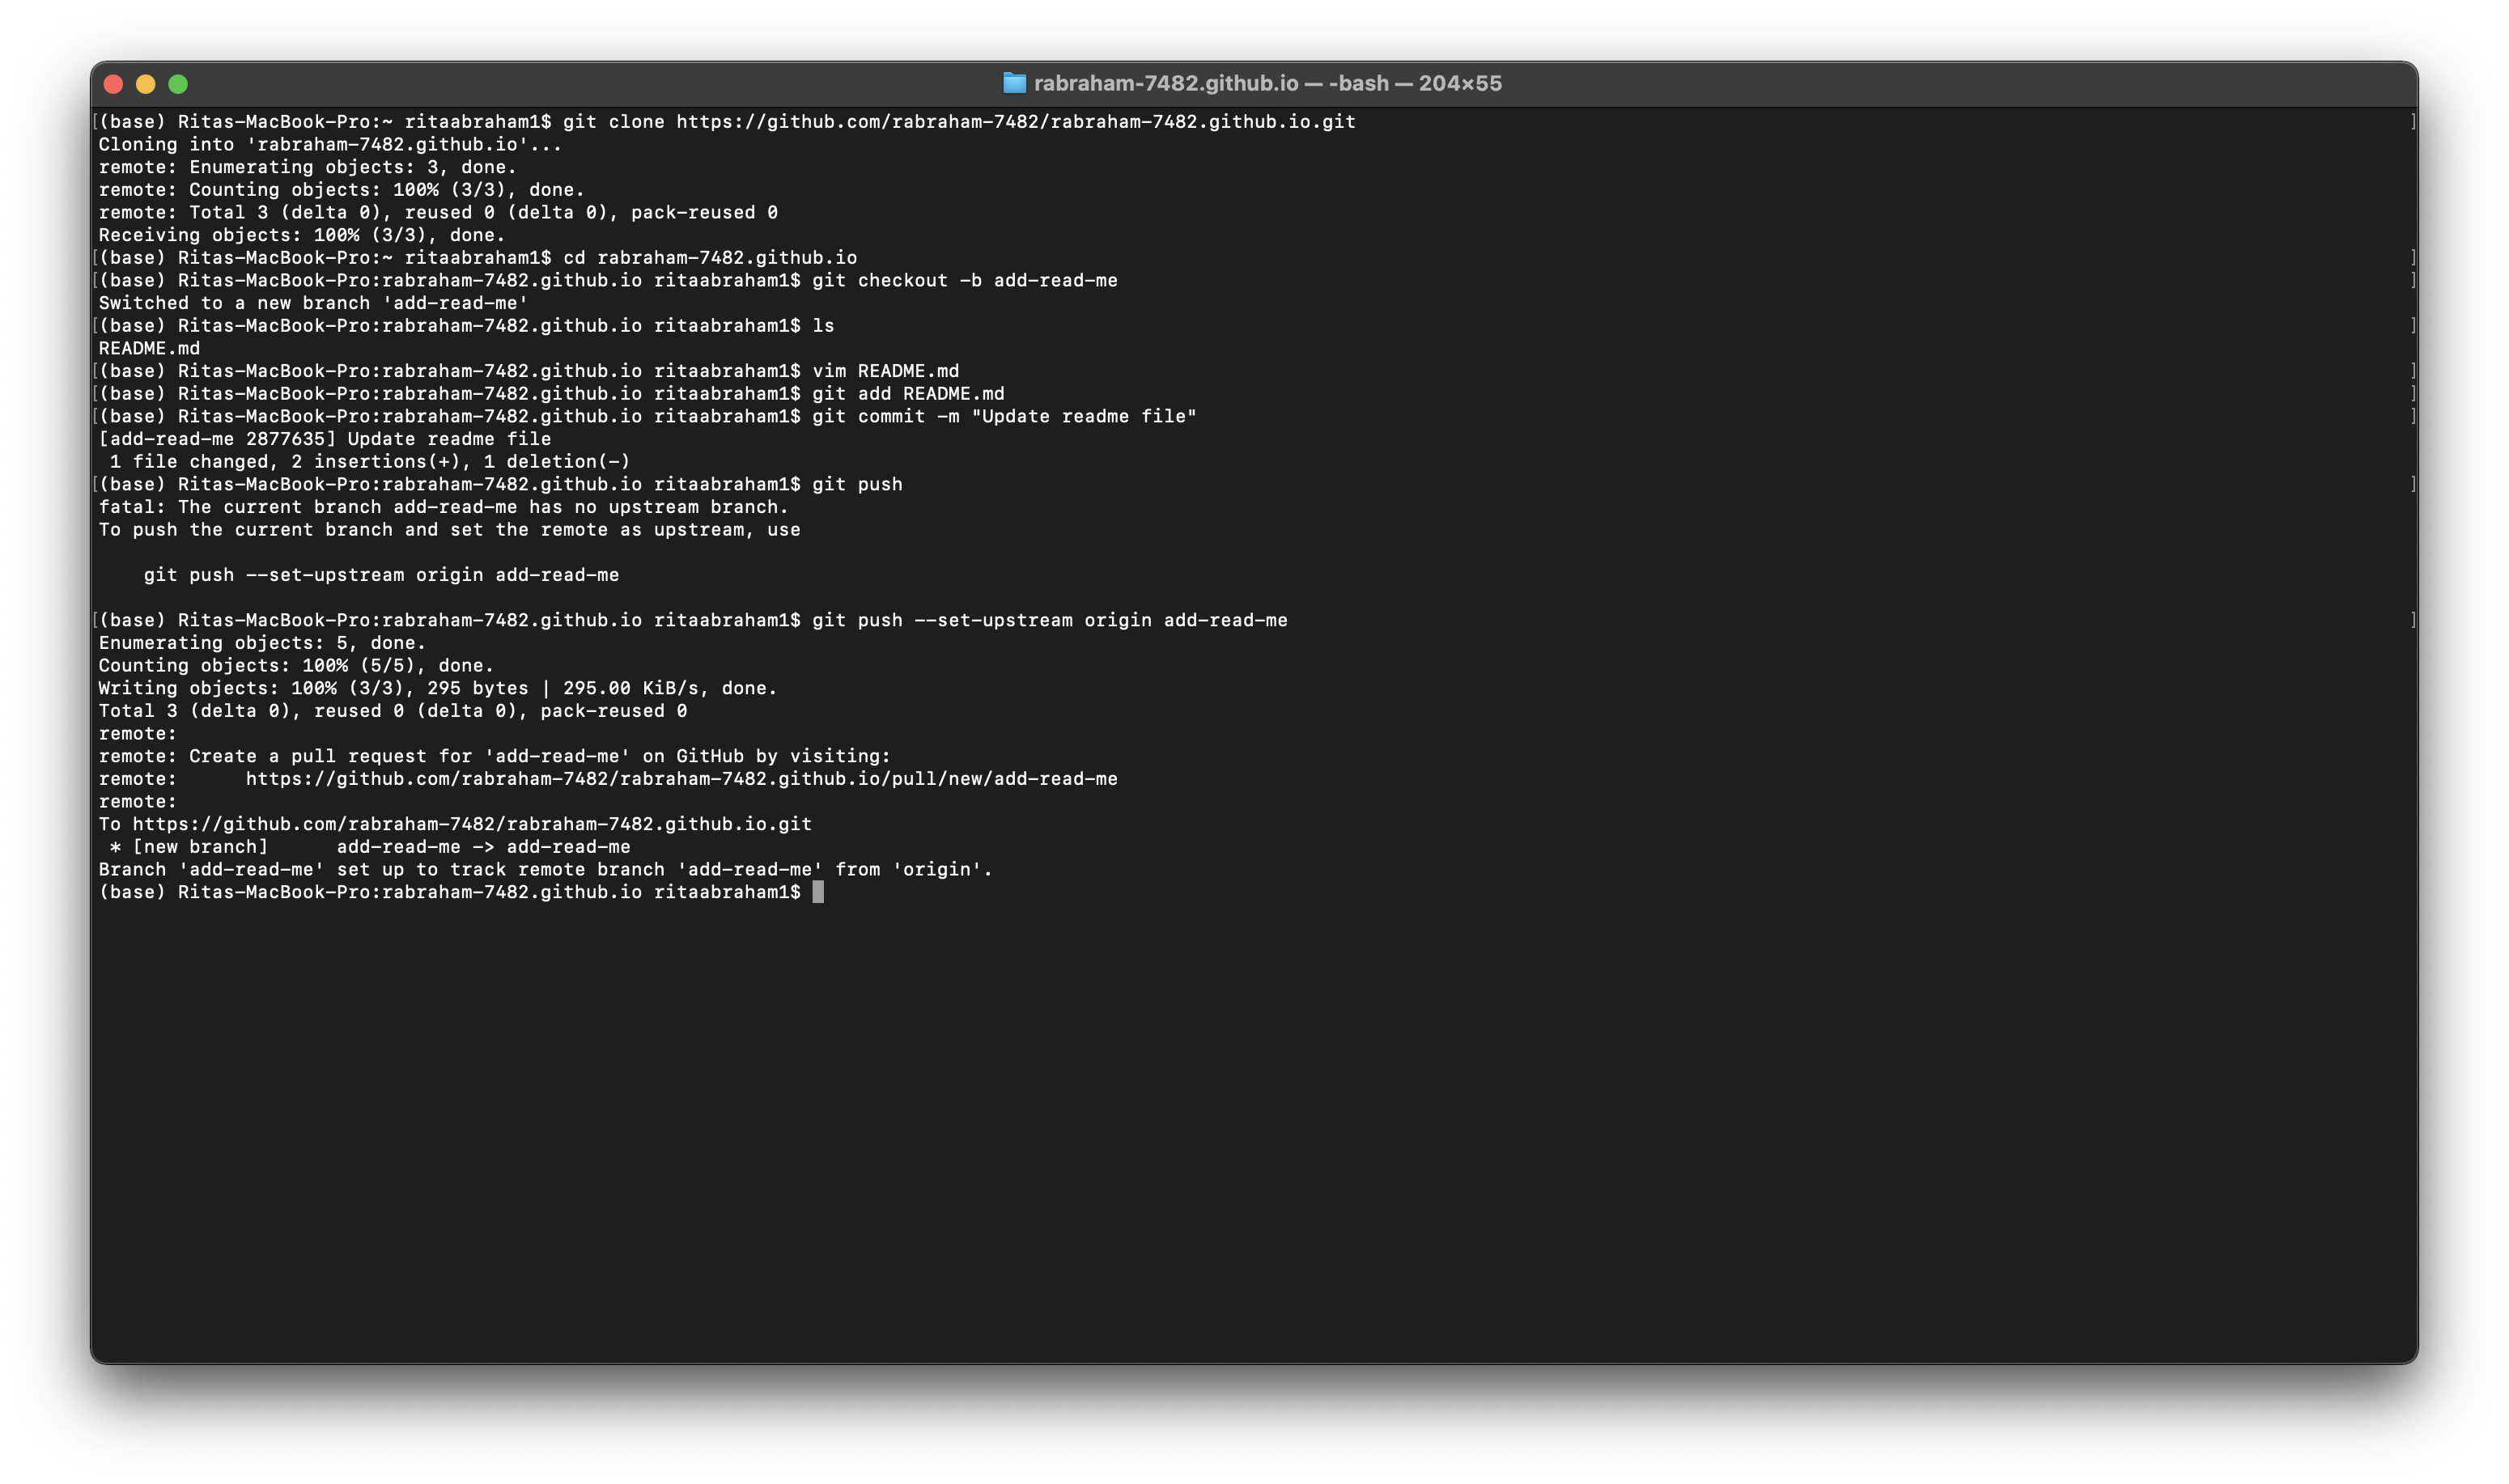 rabraham-7482.github.io — -bash — 204×55
[(base) Ritas-MacBook-Pro:~ ritaabraham1$ git clone https://github.com/rabraham-7482/rabraham-7482.github.io.git ]
Cloning into 'rabraham-7482.github.io'...
remote: Enumerating objects: 3, done.
remote: Counting objects: 100% (3/3), done.
remote: Total 3 (delta 0), reused 0 (delta 0), pack-reused 0
Receiving objects: 100% (3/3), done.
[(base) Ritas-MacBook-Pro:~ ritaabraham1$ cd rabraham-7482.github.io ]
[(base) Ritas-MacBook-Pro:rabraham-7482.github.io ritaabraham1$ git checkout -b add-read-me ]
Switched to a new branch 'add-read-me'
[(base) Ritas-MacBook-Pro:rabraham-7482.github.io ritaabraham1$ ls ]
README.md
[(base) Ritas-MacBook-Pro:rabraham-7482.github.io ritaabraham1$ vim README.md ]
[(base) Ritas-MacBook-Pro:rabraham-7482.github.io ritaabraham1$ git add README.md ]
[(base) Ritas-MacBook-Pro:rabraham-7482.github.io ritaabraham1$ git commit -m "Update readme file" ]
[add-read-me 2877635] Update readme file
 1 file changed, 2 insertions(+), 1 deletion(-)
[(base) Ritas-MacBook-Pro:rabraham-7482.github.io ritaabraham1$ git push ]
fatal: The current branch add-read-me has no upstream branch.
To push the current branch and set the remote as upstream, use
    git push --set-upstream origin add-read-me
[(base) Ritas-MacBook-Pro:rabraham-7482.github.io ritaabraham1$ git push --set-upstream origin add-read-me ]
Enumerating objects: 5, done.
Counting objects: 100% (5/5), done.
Writing objects: 100% (3/3), 295 bytes | 295.00 KiB/s, done.
Total 3 (delta 0), reused 0 (delta 0), pack-reused 0
remote:
remote: Create a pull request for 'add-read-me' on GitHub by visiting:
remote:      https://github.com/rabraham-7482/rabraham-7482.github.io/pull/new/add-read-me
remote:
To https://github.com/rabraham-7482/rabraham-7482.github.io.git
 * [new branch]      add-read-me -> add-read-me
Branch 'add-read-me' set up to track remote branch 'add-read-me' from 'origin'.
(base) Ritas-MacBook-Pro:rabraham-7482.github.io ritaabraham1$